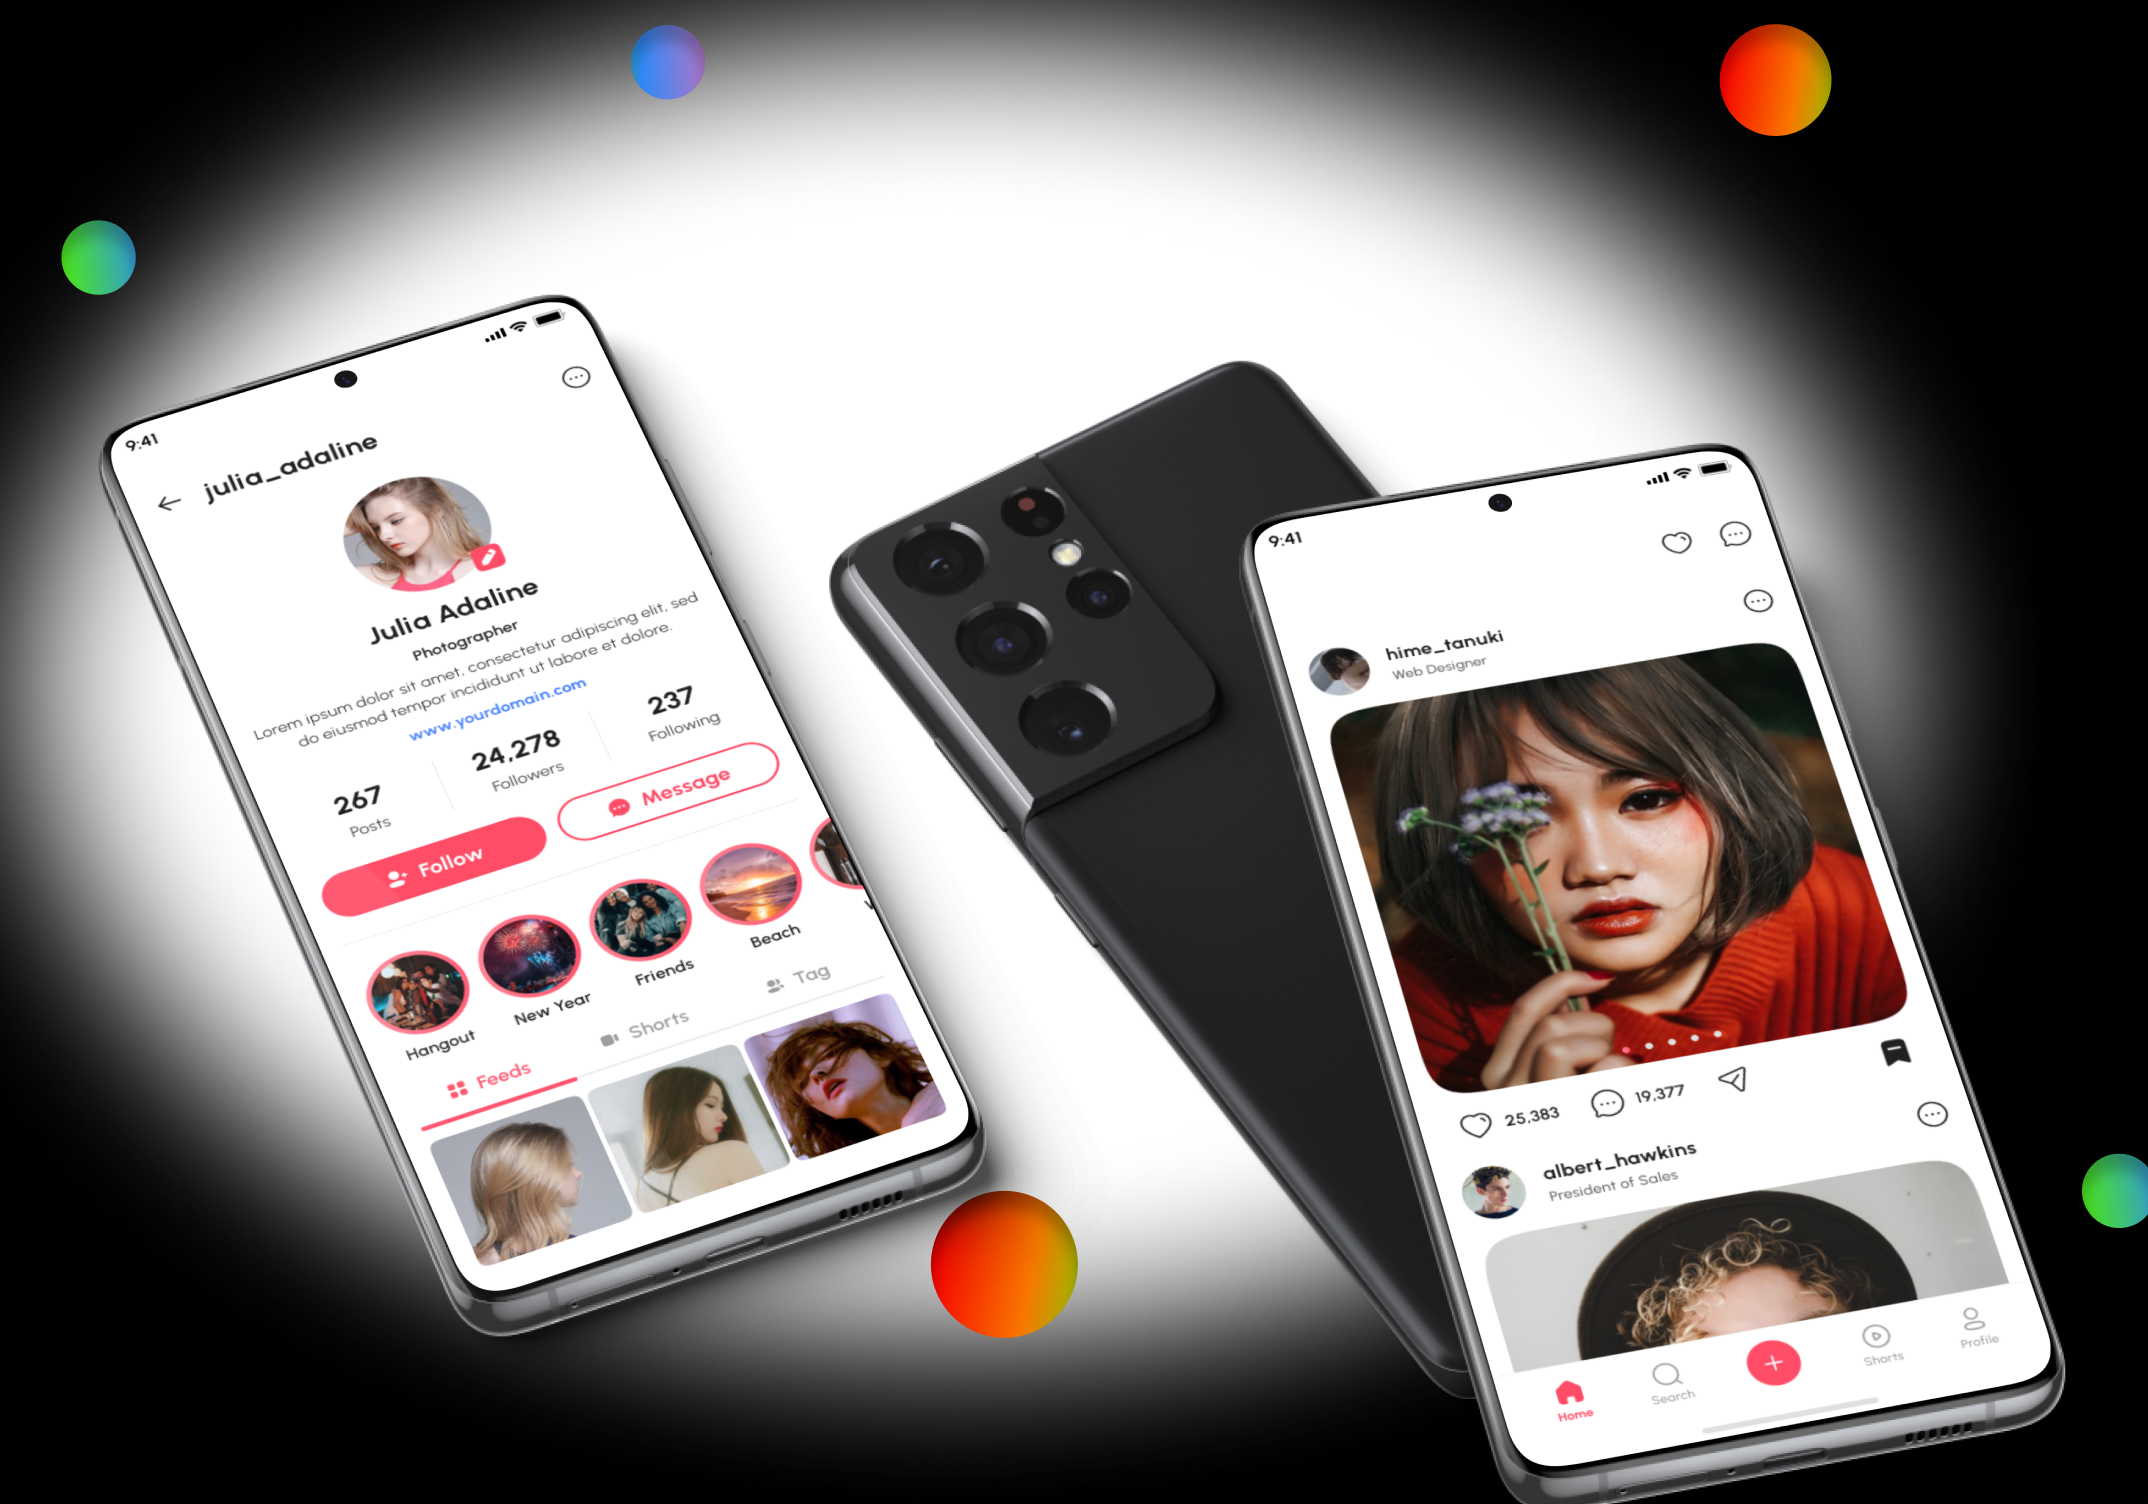 9:41
julia_adaline
Julia Adaline
Photographer
Lorem ipsum dolor sit amet, consectetur adipiscing elit, sed
do eiusmod tempor incididunt ut labore et dolore.
www.yourdomain.com
267
Posts
24,278
Followers
237
Following
Follow
Message
Hangout
New Year
Friends
Beach
Feeds
Shorts
Tag
9:41
hime_tanuki
Web Designer
25,383
19,377
albert_hawkins
President of Sales
Home
Search
Shorts
Profile